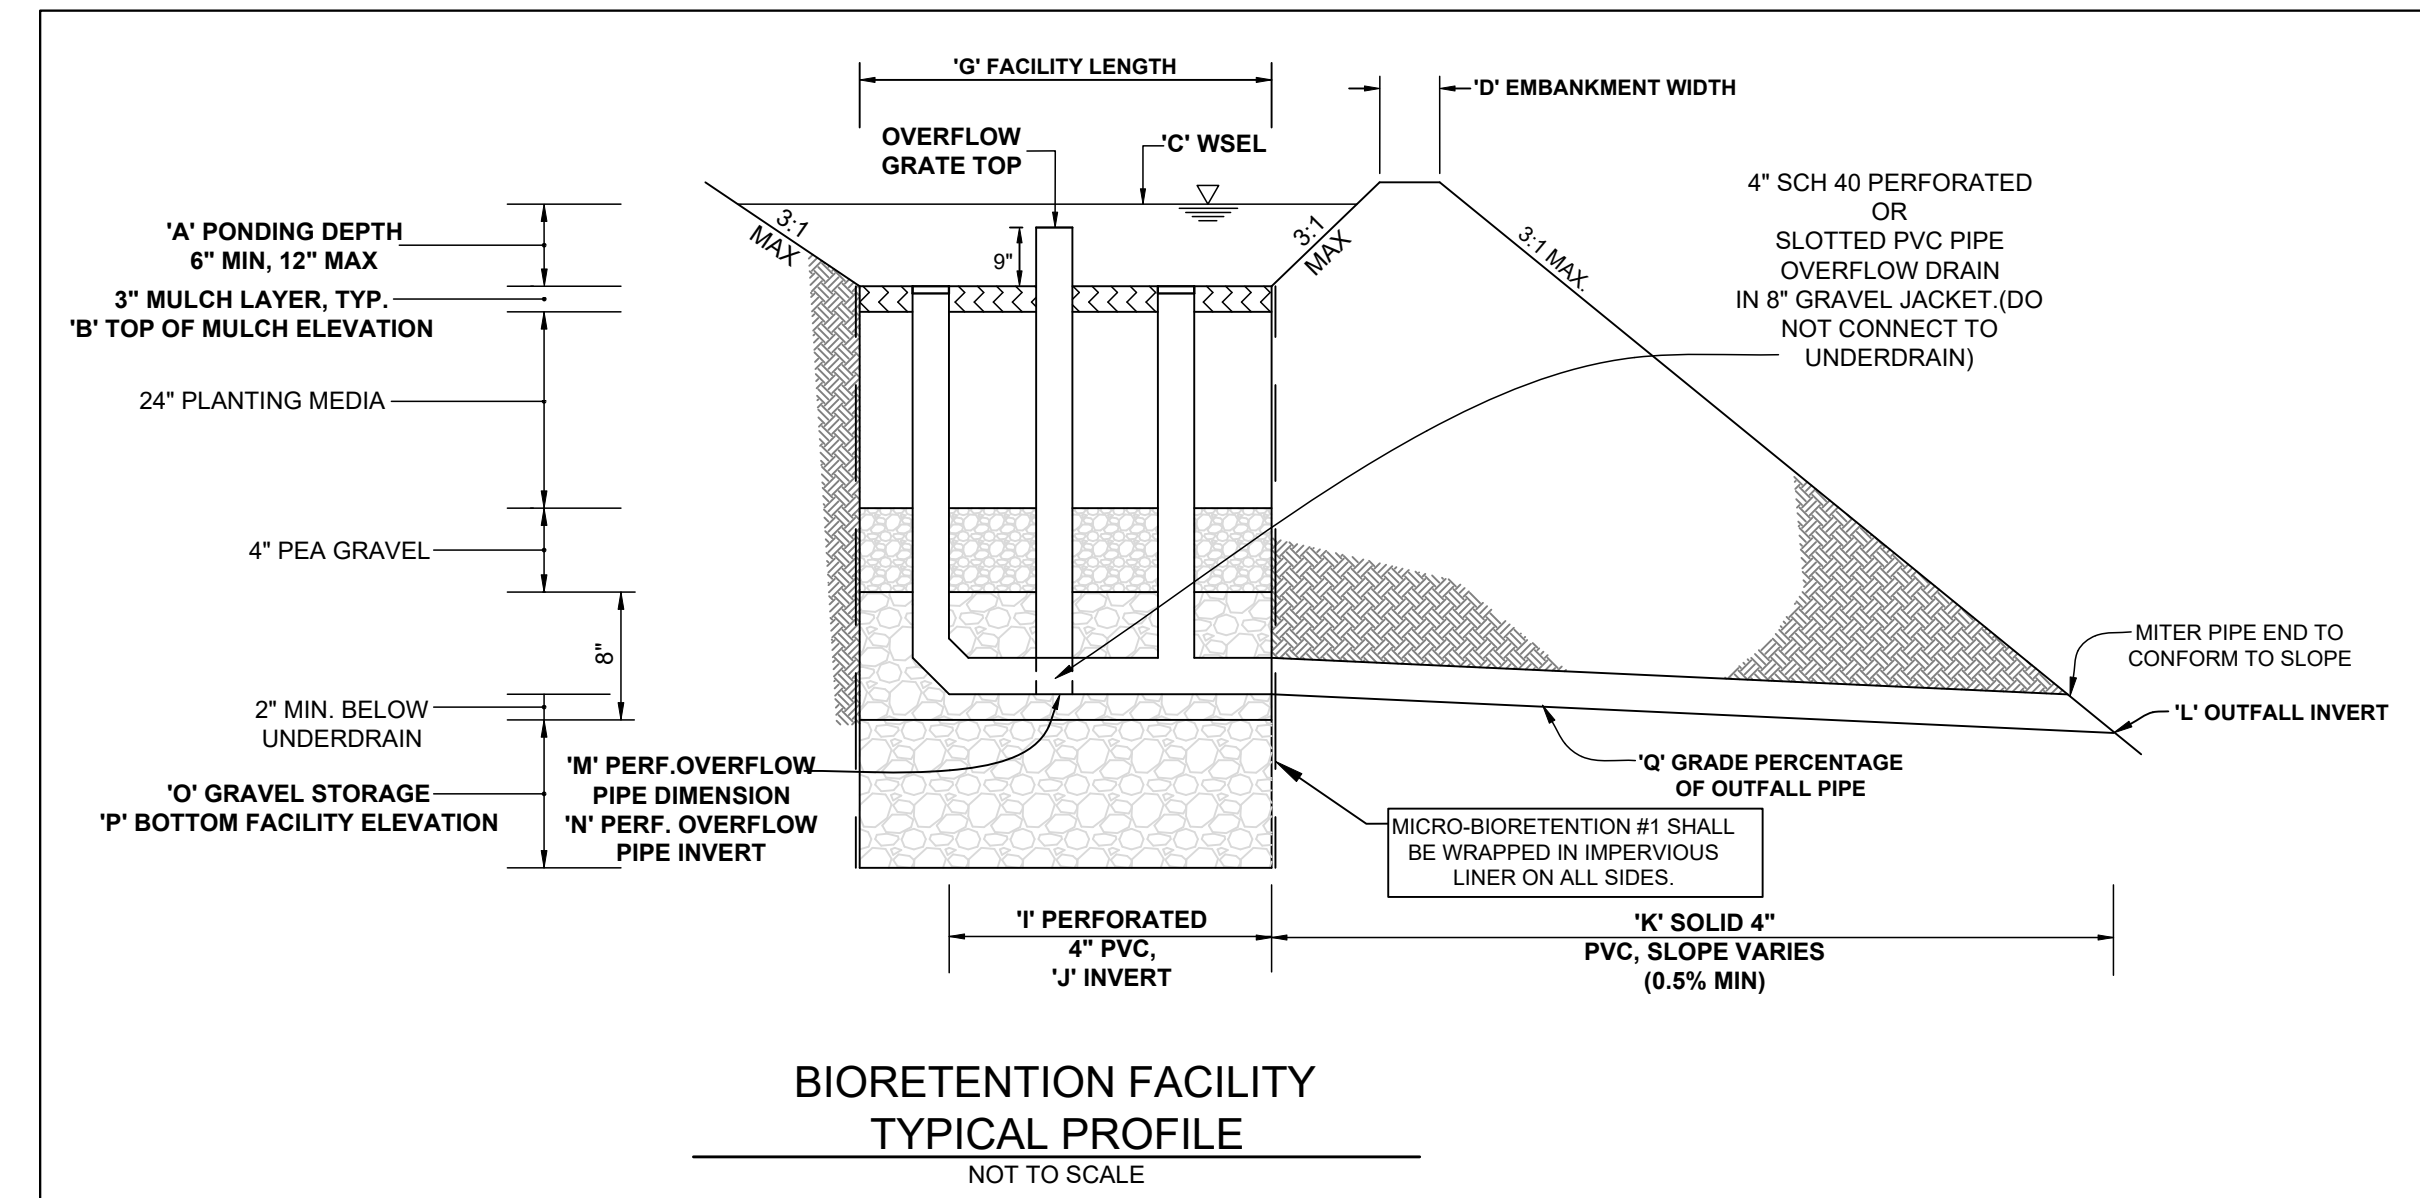 'G' FACILITY LENGTH
'D' EMBANKMENT WIDTH
OVERFLOW
GRATE TOP
'C' WSEL
4" SCH 40 PERFORATED
OR
SLOTTED PVC PIPE
OVERFLOW DRAIN
IN 8" GRAVEL JACKET.(DO
NOT CONNECT TO
UNDERDRAIN)
'A' PONDING DEPTH
6" MIN, 12" MAX
3:1
MAX
9"
3:1
MAX
3:1 MAX.
3" MULCH LAYER, TYP.
'B' TOP OF MULCH ELEVATION
24" PLANTING MEDIA
4" PEA GRAVEL
8"
2" MIN. BELOW
UNDERDRAIN
MITER PIPE END TO
CONFORM TO SLOPE
'L' OUTFALL INVERT
'M' PERF.OVERFLOW
PIPE DIMENSION
'N' PERF. OVERFLOW
PIPE INVERT
'Q' GRADE PERCENTAGE
OF OUTFALL PIPE
'O' GRAVEL STORAGE
'P' BOTTOM FACILITY ELEVATION
MICRO-BIORETENTION #1 SHALL
BE WRAPPED IN IMPERVIOUS
LINER ON ALL SIDES.
'I' PERFORATED
4" PVC,
'J' INVERT
'K' SOLID 4"
PVC, SLOPE VARIES
(0.5% MIN)
BIORETENTION FACILITY
TYPICAL PROFILE
NOT TO SCALE